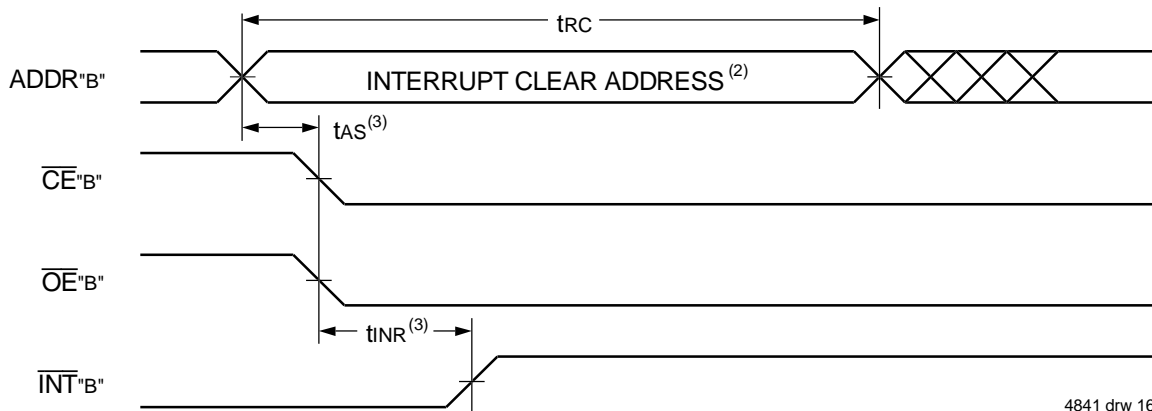 tRC
ADDR"B"
INTERRUPT CLEAR ADDRESS(2)
tAS(3)
CE"B"
OE"B"
tINR(3)
INT"B"
4841 drw 16